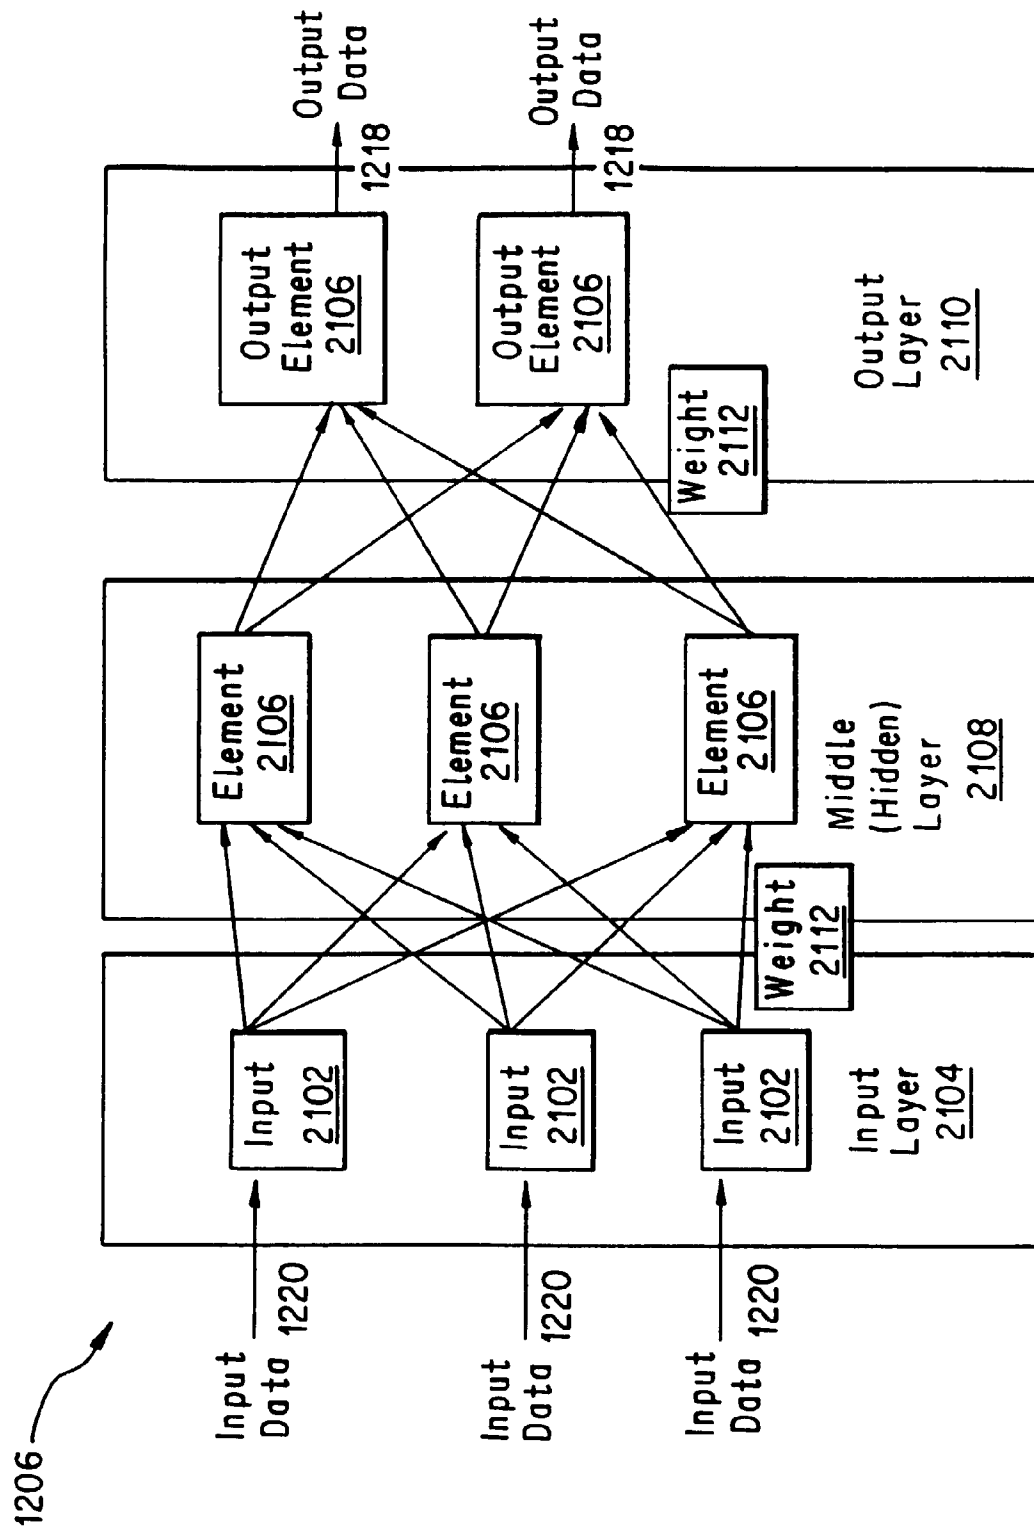 1206
Input
Data 1220
Input
Data 1220
Input
Data 1220
Input
2102
Input
2102
Input
2102
Input
Layer
2104
Weight
2112
Element
2106
Element
2106
Element
2106
Middle
(Hidden)
Layer
2108
Weight
2112
Output
Element
2106
Output
Element
2106
Output
Layer
2110
1218
Output
Data
1218
Output
Data